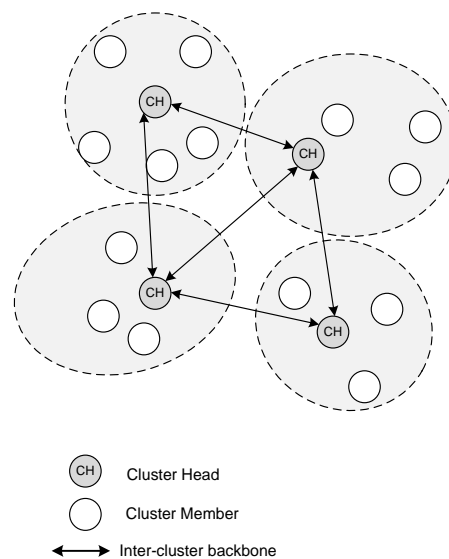 CH
CH
CH
CH
CH Cluster Head
Cluster Member
Inter-cluster backbone